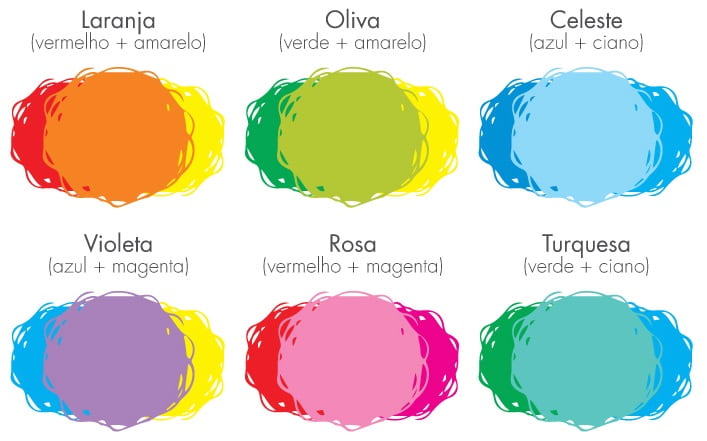 Laranja
(vermelho + amarelo)
Oliva
(verde + amarelo)
Celeste
(azul + ciano)
Violeta
(azul + magenta)
Rosa
(vermelho + magenta)
Turquesa
(verde + ciano)